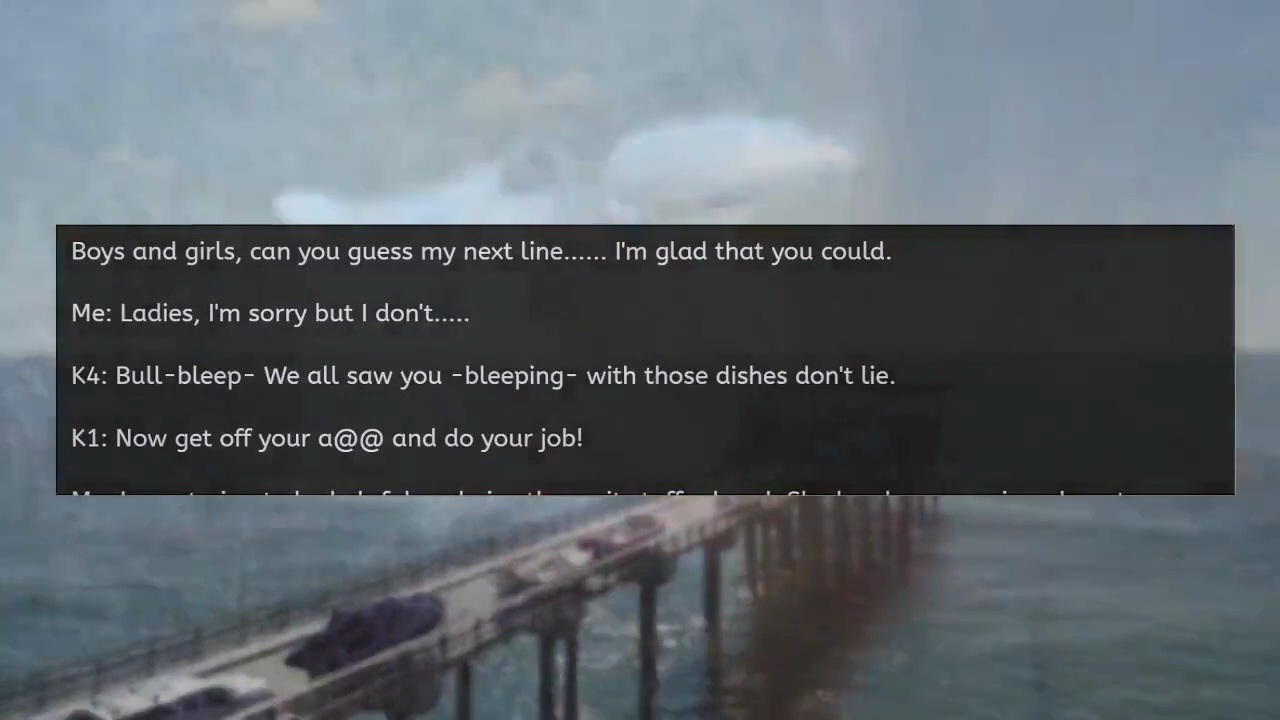 Boys and girls, can you guess my next line...... I'm glad that you could.
Me: Ladies, I'm sorry but I don't.....
K4: Bull-bleep- We all saw you -bleeping- with those dishes don't lie.
K1: Now get off your a@@ and do your job!